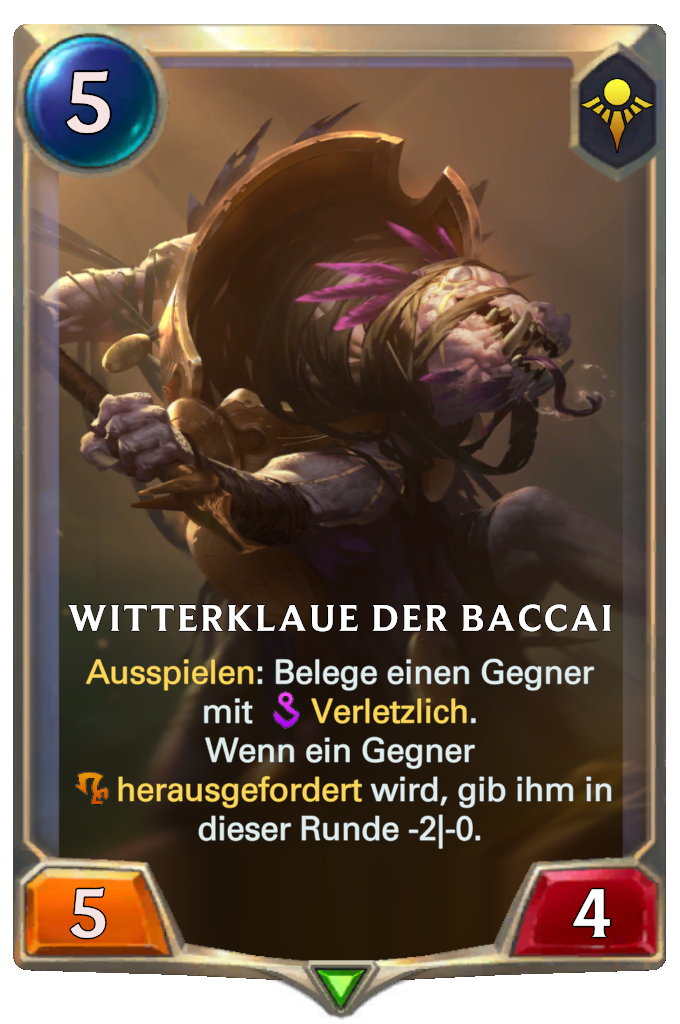 5
WITTERKLAUE DER BACCAI
Ausspielen: Belege einen Gegner
mit Verletzlich.
Wenn ein Gegner
herausgefordert wird, gib ihm in
dieser Runde -2|-0.
5
4